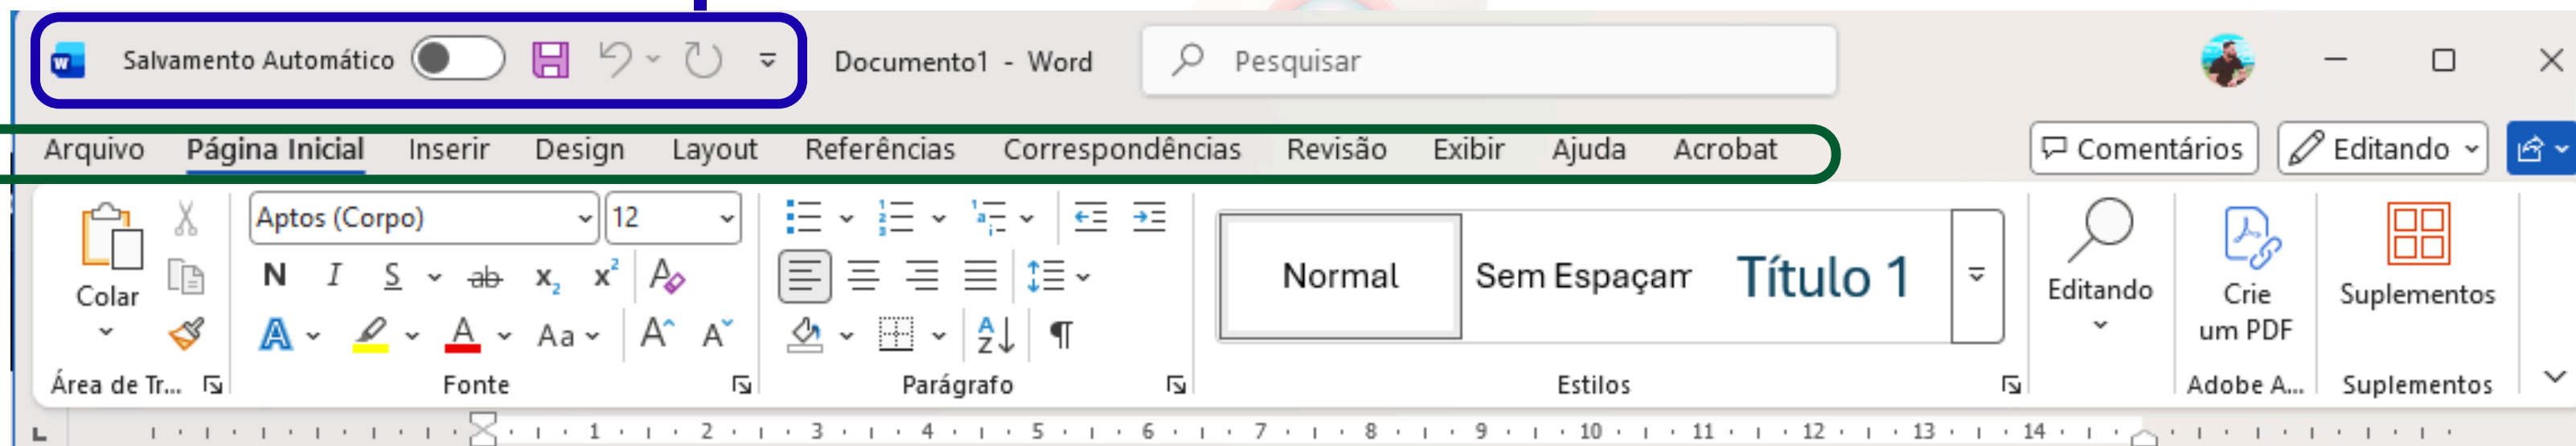 Salvamento Automático Documento1 - Word Pesquisar
Arquivo Página Inicial Inserir Design Layout Referências Correspondências Revisão Exibir Ajuda Acrobat Comentários Editando
Aptos (Corpo) 12
N I S ab x₂ x² A
Colar
A A Aa A A A Z ¶
Normal Sem Espaçam Título 1
Editando
Crie um PDF
Suplementos
Área de Tr... Fonte Parágrafo Estilos Adobe A... Suplementos
1 2 3 4 5 6 7 8 9 10 11 12 13 14